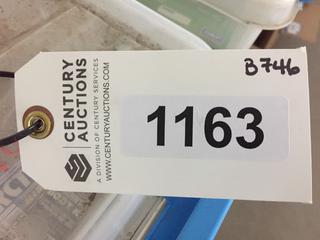 B746
CENTURY
AUCTIONS
A DIVISION OF CENTURY SERVICES
WWW.CENTURYAUCTIONS.COM
1163